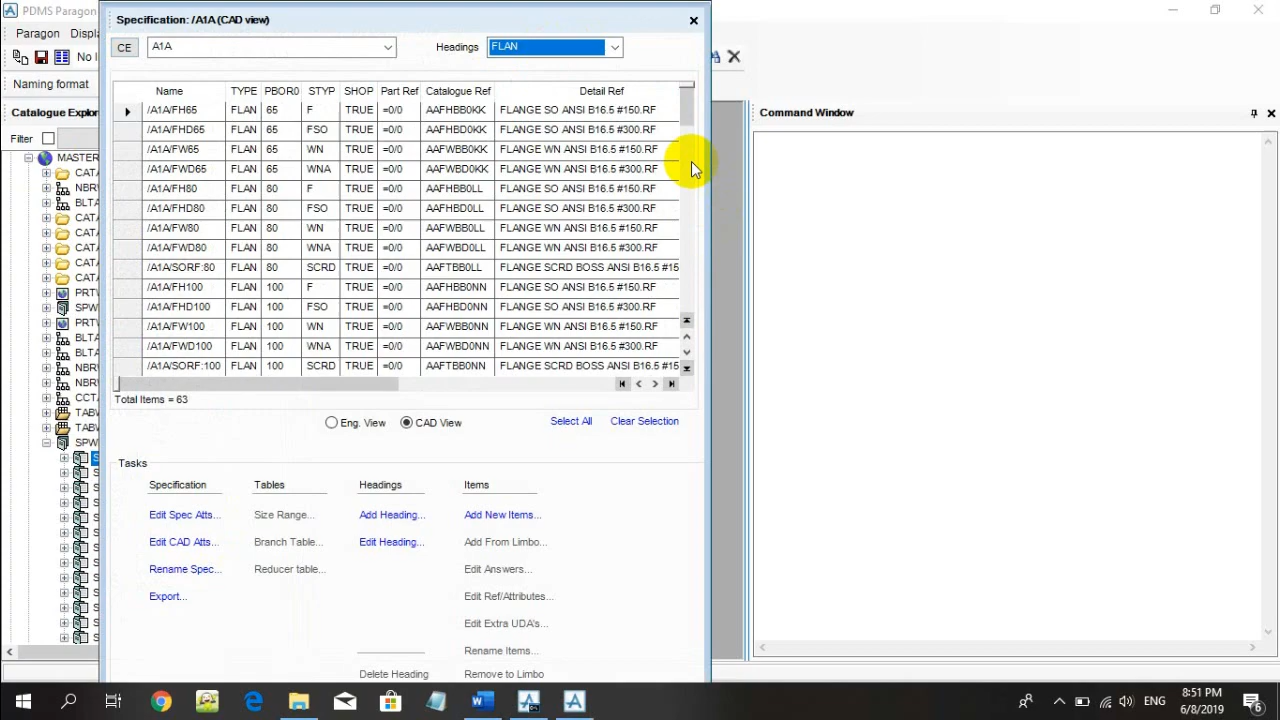 PDMS Paragon
Specification: /A1A (CAD view)
Paragon
CE A1A Headings FLAN
Naming format
Catalogue Explor
Filter
Command Window
Name TYPE PBOR0 STYP SHOP Part Ref Catalogue Ref Detail Ref
/A1A/FH65 FLAN 65 F TRUE =0/0 AAFHBB0KK FLANGE SO ANSI B16.5 #150.RF
/A1A/FHD65 FLAN 65 FSO TRUE =0/0 AAFHBD0KK FLANGE SO ANSI B16.5 #300.RF
/A1A/FW65 FLAN 65 WN TRUE =0/0 AAFWBB0KK FLANGE WN ANSI B16.5 #150.RF
/A1A/FWD65 FLAN 65 WNA TRUE =0/0 AAFWBD0KK FLANGE WN ANSI B16.5 #300.RF
/A1A/FH80 FLAN 80 F TRUE =0/0 AAFHBB0LL FLANGE SO ANSI B16.5 #150.RF
/A1A/FHD80 FLAN 80 FSO TRUE =0/0 AAFHBD0LL FLANGE SO ANSI B16.5 #300.RF
/A1A/FW80 FLAN 80 WN TRUE =0/0 AAFWBB0LL FLANGE WN ANSI B16.5 #150.RF
/A1A/FWD80 FLAN 80 WNA TRUE =0/0 AAFWBD0LL FLANGE WN ANSI B16.5 #300.RF
/A1A/SORF:80 FLAN 80 SCRD TRUE =0/0 AAFTBB0LL FLANGE SCRD BOSS ANSI B16.5 #15
/A1A/FH100 FLAN 100 F TRUE =0/0 AAFHBB0NN FLANGE SO ANSI B16.5 #150.RF
/A1A/FHD100 FLAN 100 FSO TRUE =0/0 AAFHBD0NN FLANGE SO ANSI B16.5 #300.RF
/A1A/FW100 FLAN 100 WN TRUE =0/0 AAFWBB0NN FLANGE WN ANSI B16.5 #150.RF
/A1A/FWD100 FLAN 100 WNA TRUE =0/0 AAFWBD0NN FLANGE WN ANSI B16.5 #300.RF
/A1A/SORF:100 FLAN 100 SCRD TRUE =0/0 AAFTBB0NN FLANGE SCRD BOSS ANSI B16.5 #15
Total Items = 63
Eng. View CAD View Select All Clear Selection
Tasks
Specification Tables Headings Items
Edit Spec Atts... Size Range... Add Heading... Add New Items...
Edit CAD Atts... Branch Table... Edit Heading... Add From Limbo...
Rename Spec... Reducer table... Edit Answers...
Export... Edit Ref/Attributes...
Edit Extra UDA's...
Rename Items...
Delete Heading Remove to Limbo
ENG
8:51 PM
6/8/2019
6